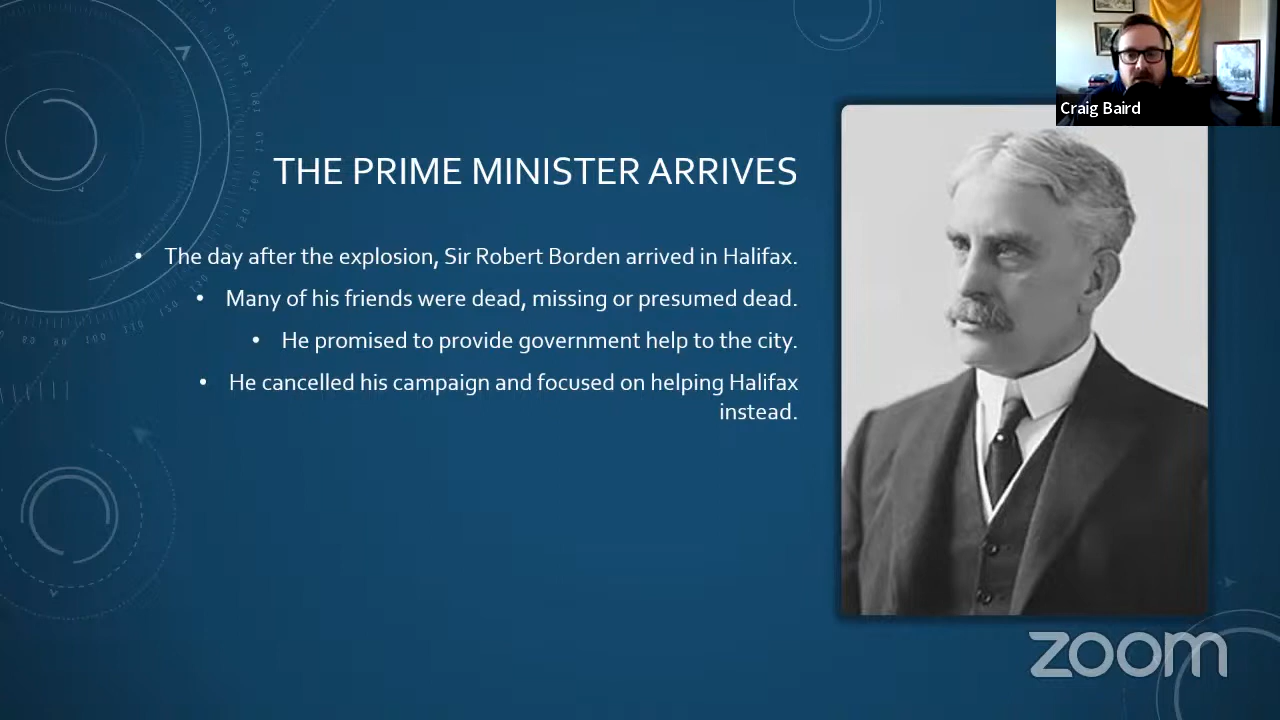 Craig Baird
THE PRIME MINISTER ARRIVES
• The day after the explosion, Sir Robert Borden arrived in Halifax.
• Many of his friends were dead, missing or presumed dead.
• He promised to provide government help to the city.
• He cancelled his campaign and focused on helping Halifax
instead.
zoom